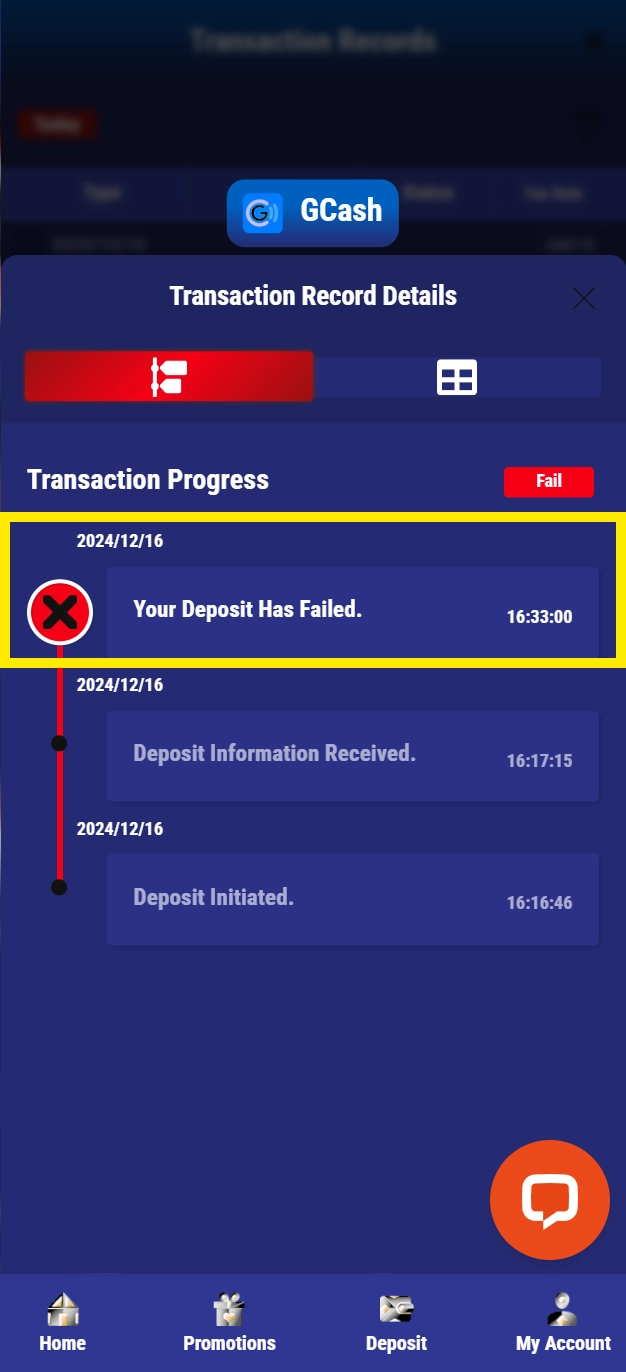 Transaction Records
Today
Type
Status
GCash
Transaction Record Details
Transaction Progress
Fail
2024/12/16
Your Deposit Has Failed.
16:33:00
2024/12/16
Deposit Information Received.
16:17:15
2024/12/16
Deposit Initiated.
16:16:46
Home
Promotions
Deposit
My Account